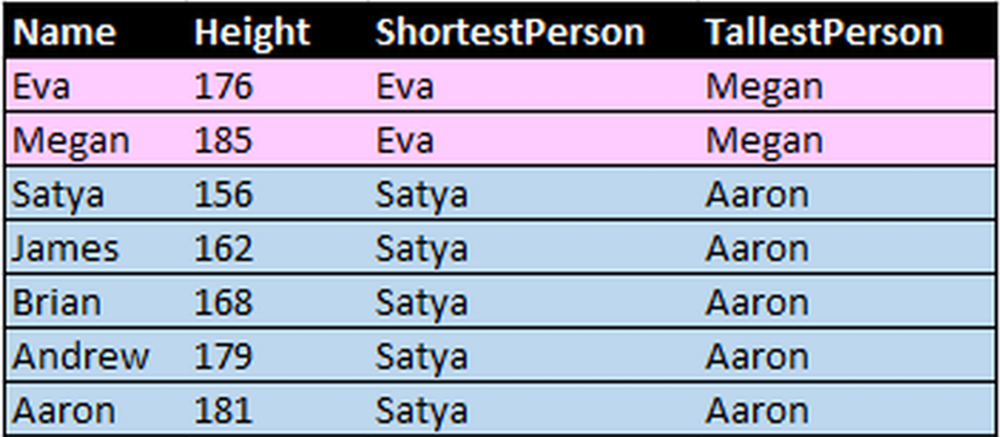 Name Height ShortestPerson TallestPerson
Eva 176 Eva Megan
Megan 185 Eva Megan
Satya 156 Satya Aaron
James 162 Satya Aaron
Brian 168 Satya Aaron
Andrew 179 Satya Aaron
Aaron 181 Satya Aaron